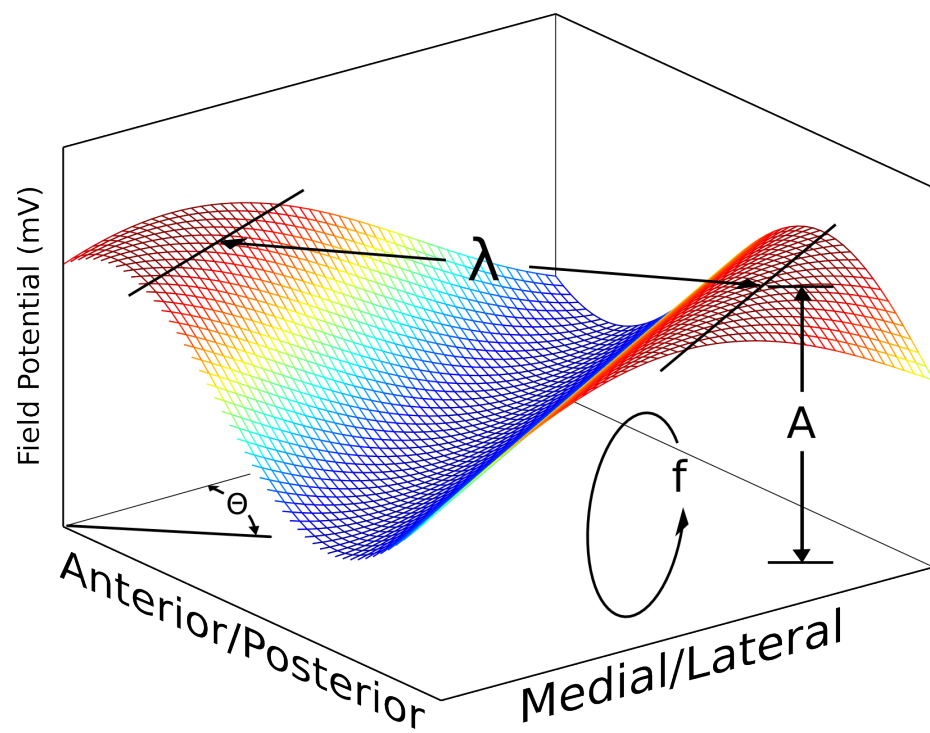 Field Potential (mV)
λ
A
f
Θ
Anterior/Posterior
Medial/Lateral